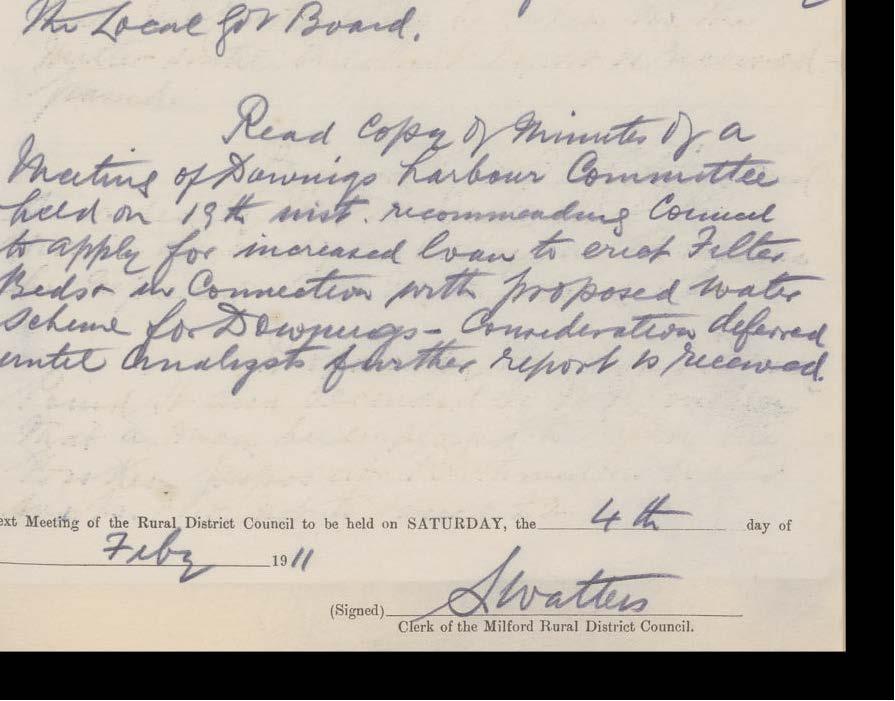 The Local Gov Board.
Read Copy of Minutes of a
Meeting of Downigs harbour Committee
held on 19th inst. recommending Council
to apply for increased loan to erect Filter
Beds in Connection with proposed water
Scheme for Downings - Consideration deferred
until Analysts further report is received.
ext Meeting of the Rural District Council to be held on SATURDAY, the 4th day of
Feby 1911
(Signed) S Watters
Clerk of the Milford Rural District Council.